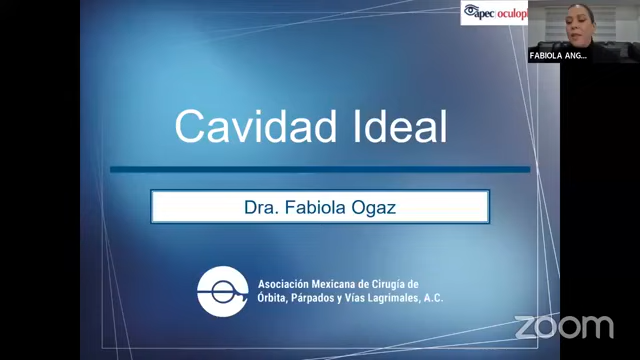 apec oculopl
FABIOLA ANG...
Cavidad Ideal
Dra. Fabiola Ogaz
Asociación Mexicana de Cirugía de
Órbita, Párpados y Vías Lagrimales, A.C.
zoom